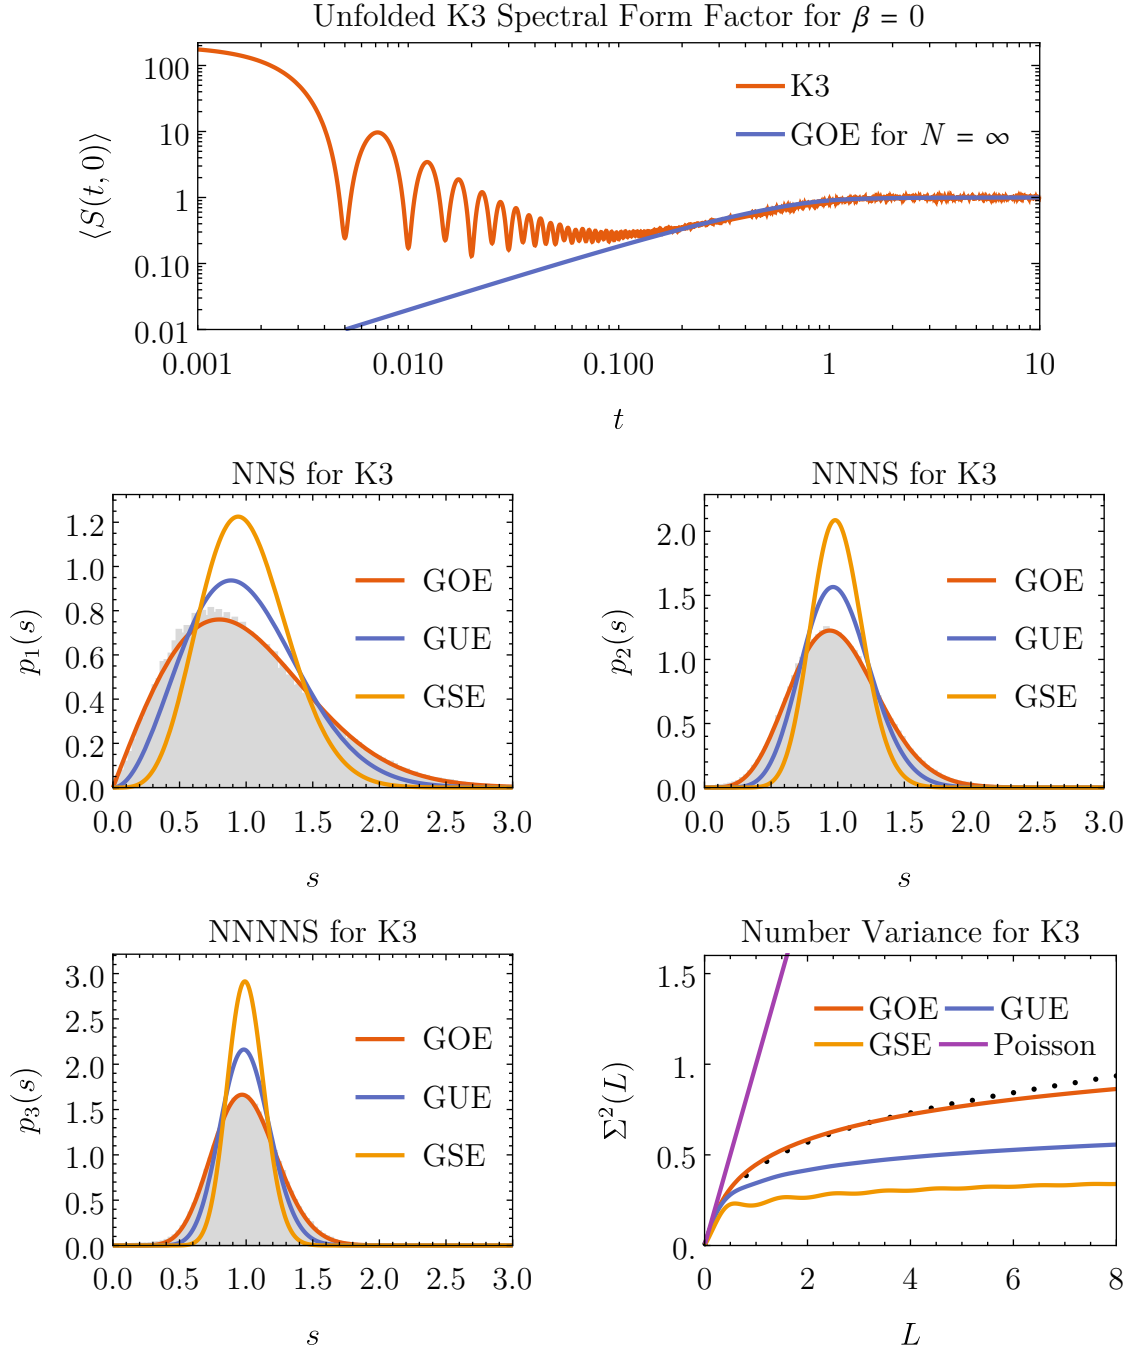 Unfolded K3 Spectral Form Factor for β = 0
⟨S(t, 0)⟩
100
10
1
0.10
0.01
K3
GOE for N = ∞
0.001 0.010 0.100 1 10
t
NNS for K3
p₁(s)
1.2
1.0
0.8
0.6
0.4
0.2
0.0
GOE
GUE
GSE
0.0 0.5 1.0 1.5 2.0 2.5 3.0
s
NNNS for K3
p₂(s)
2.0
1.5
1.0
0.5
0.0
GOE
GUE
GSE
0.0 0.5 1.0 1.5 2.0 2.5 3.0
s
NNNNS for K3
p₃(s)
3.0
2.5
2.0
1.5
1.0
0.5
0.0
GOE
GUE
GSE
0.0 0.5 1.0 1.5 2.0 2.5 3.0
s
Number Variance for K3
Σ²(L)
1.5
1.
0.5
0.
GOE GUE
GSE Poisson
0 2 4 6 8
L